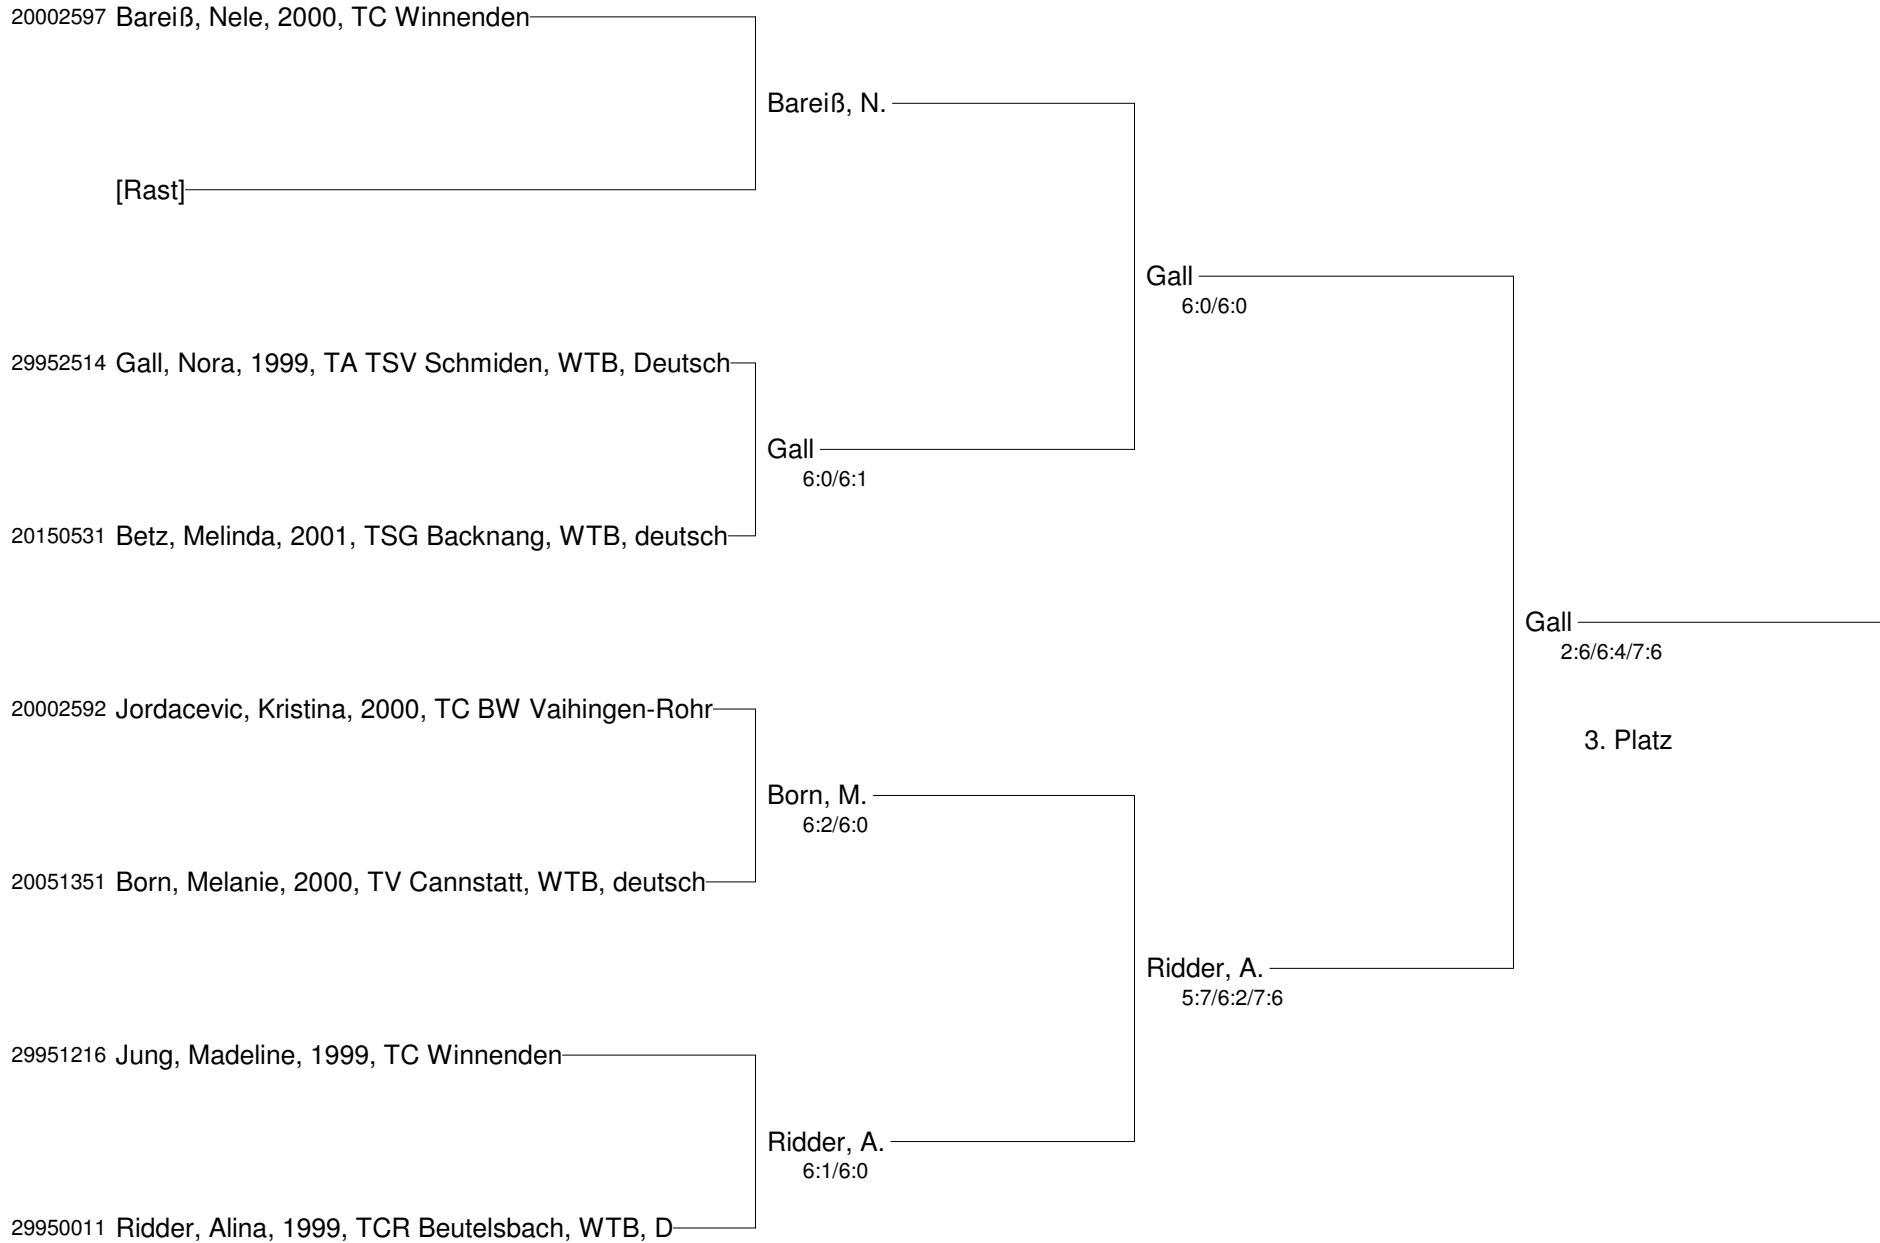 20002597 Bareiß, Nele, 2000, TC Winnenden
Bareiß, N.
[Rast]
Gall
6:0/6:0
29952514 Gall, Nora, 1999, TA TSV Schmiden, WTB, Deutsch
Gall
6:0/6:1
20150531 Betz, Melinda, 2001, TSG Backnang, WTB, deutsch
Gall
2:6/6:4/7:6
20002592 Jordacevic, Kristina, 2000, TC BW Vaihingen-Rohr
3. Platz
Born, M.
6:2/6:0
20051351 Born, Melanie, 2000, TV Cannstatt, WTB, deutsch
Ridder, A.
5:7/6:2/7:6
29951216 Jung, Madeline, 1999, TC Winnenden
Ridder, A.
6:1/6:0
29950011 Ridder, Alina, 1999, TCR Beutelsbach, WTB, D